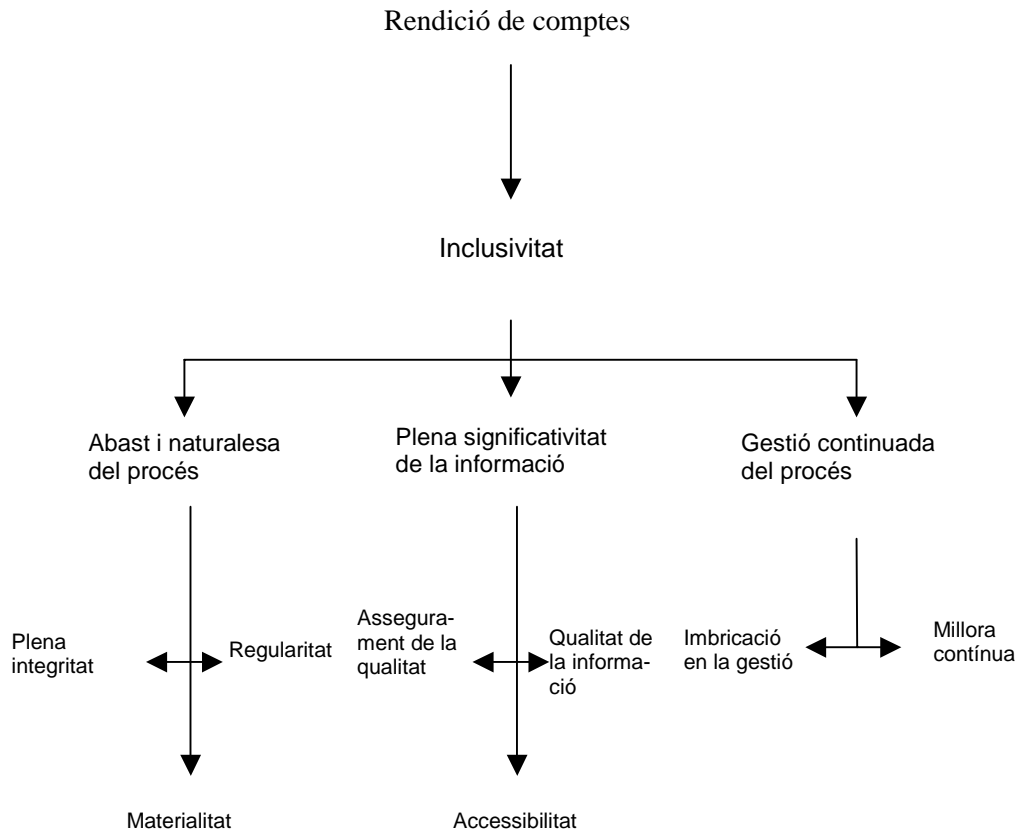 Rendició de comptes
Inclusivitat
Abast i naturalesa
del procés
Plena significativitat
de la informació
Gestió continuada
del procés
Plena
integritat
Regularitat
Assegura-
ment de la
qualitat
Qualitat de
la informa-
ció
Imbricació
en la gestió
Millora
contínua
Materialitat
Accessibilitat